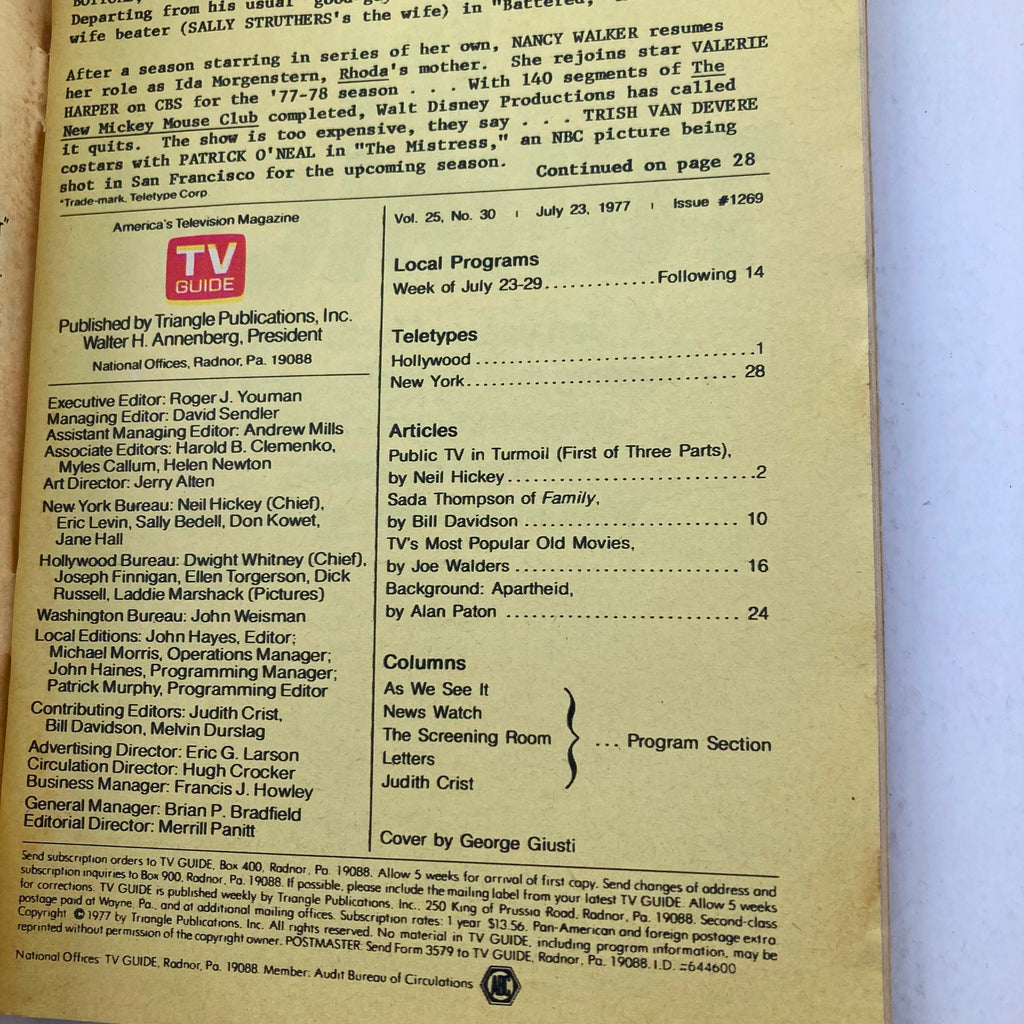 Departing from his usual "good
wife beater (SALLY STRUTHERS's the wife) in "Battered,"
After a season starring in series of her own, NANCY WALKER resumes
her role as Ida Morgenstern, Rhoda's mother. She rejoins star VALERIE
HARPER on CBS for the '77-78 season . . . With 140 segments of The
New Mickey Mouse Club completed, Walt Disney Productions has called
it quits. The show is too expensive, they say . . . TRISH VAN DEVERE
costars with PATRICK O'NEAL in "The Mistress," an NBC picture being
shot in San Francisco for the upcoming season. Continued on page 28
*Trade-mark, Teletype Corp
America's Television Magazine
TV
GUIDE
Published by Triangle Publications, Inc.
Walter H. Annenberg, President
National Offices, Radnor, Pa. 19088
Executive Editor: Roger J. Youman
Managing Editor: David Sendler
Assistant Managing Editor: Andrew Mills
Associate Editors: Harold B. Clemenko,
Myles Callum, Helen Newton
Art Director: Jerry Alten
New York Bureau: Neil Hickey (Chief),
Eric Levin, Sally Bedell, Don Kowet,
Jane Hall
Hollywood Bureau: Dwight Whitney (Chief),
Joseph Finnigan, Ellen Torgerson, Dick
Russell, Laddie Marshack (Pictures)
Washington Bureau: John Weisman
Local Editions: John Hayes, Editor;
Michael Morris, Operations Manager;
John Haines, Programming Manager;
Patrick Murphy, Programming Editor
Contributing Editors: Judith Crist,
Bill Davidson, Melvin Durslag
Advertising Director: Eric G. Larson
Circulation Director: Hugh Crocker
Business Manager: Francis J. Howley
General Manager: Brian P. Bradfield
Editorial Director: Merrill Panitt
Vol. 25, No. 30 | July 23, 1977 | Issue #1269
Local Programs
Week of July 23-29............Following 14
Teletypes
Hollywood ..............................1
New York................................ 28
Articles
Public TV in Turmoil (First of Three Parts),
by Neil Hickey............................2
Sada Thompson of Family,
by Bill Davidson ........................ 10
TV's Most Popular Old Movies,
by Joe Walders ......................... 16
Background: Apartheid,
by Alan Paton .......................... 24
Columns
As We See It
News Watch
The Screening Room
Letters
Judith Crist
... Program Section
Cover by George Giusti
Send subscription orders to TV GUIDE, Box 400, Radnor, Pa. 19088. Allow 5 weeks for arrival of first copy. Send changes of address and
subscription inquiries to Box 900, Radnor, Pa. 19088. If possible, please include the mailing label from your latest TV GUIDE. Allow 5 weeks
for corrections. TV GUIDE is published weekly by Triangle Publications, Inc., 250 King of Prussia Road, Radnor, Pa. 19088. Second-class
postage paid at Wayne, Pa., and at additional mailing offices. Subscription rates: 1 year $13.56. Pan-American and foreign postage extra.
Copyright ©1977 by Triangle Publications, Inc. All rights reserved. No material in TV GUIDE, including program information, may be
reprinted without permission of the copyright owner. POSTMASTER: Send Form 3579 to TV GUIDE, Radnor, Pa. 19088. I.D. =644600
National Offices: TV GUIDE, Radnor, Pa. 19088. Member: Audit Bureau of Circulations
ABC